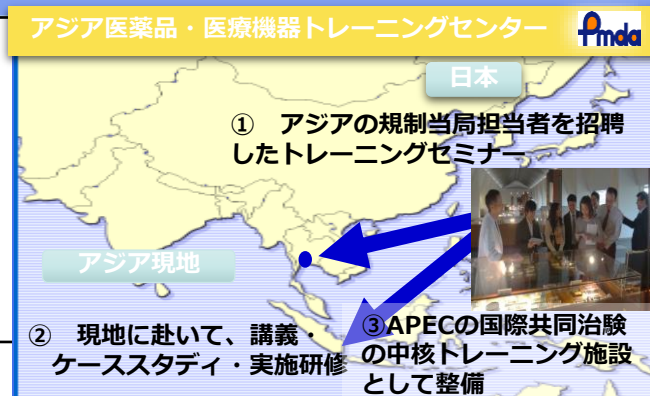 アジア医薬品・医療機器トレーニングセンター
Pmda
日本
① アジアの規制当局担当者を招聘
したトレーニングセミナー
アジア現地
② 現地に赴いて、講義・
ケーススタディ・実施研修
③APECの国際共同治験
の中核トレーニング施設
として整備